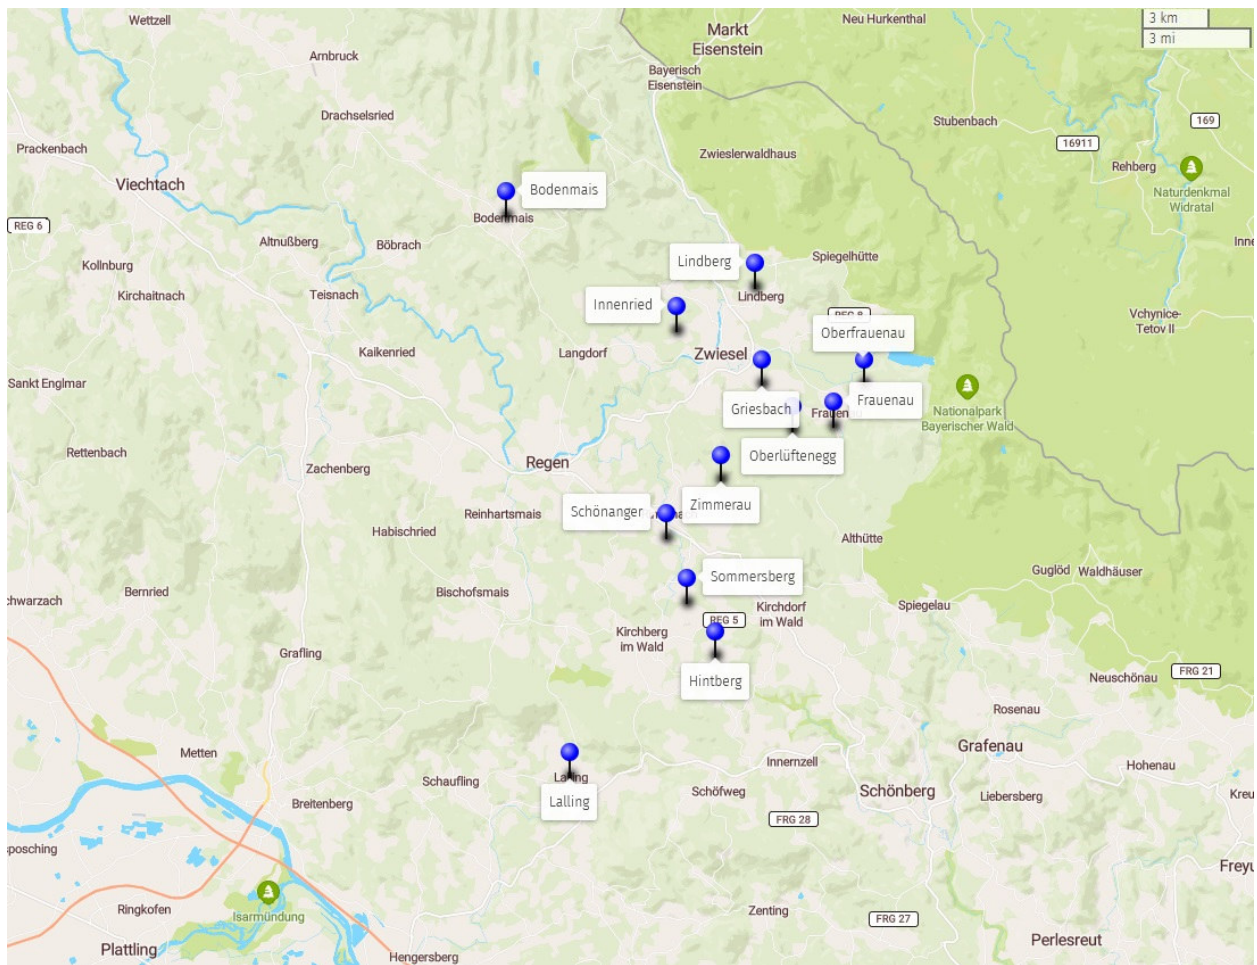 Wettzell
Neu Hurkenthal
3 km
3 mi
Markt
Eisenstein
Arnbruck
Bayerisch
Eisenstein
Drachselsried
Stubenbach
169
16911
Prackenbach
Zwieslerwaldhaus
Rehberg
Viechtach
Naturdenkmal
Widratal
Bodenmais
Bodenmais
REG 6
Altnußberg
Böbrach
Lindberg
Spiegelhütte
Kollnburg
Kirchaitnach
Teisnach
Lindberg
Innenried
REG 8
Vchynice-
Tetov II
Oberfrauenau
Kaikenried
Langdorf
Zwiesel
Sankt Englmar
Griesbach
Frauenau
Frauenau
Nationalpark
Bayerischer Wald
Rettenbach
Oberlüftenegg
Regen
Zachenberg
Zimmerau
Schönanger
Reinhartsmais
Habischried
Althütte
Guglöd
Waldhäuser
Sommersberg
Bernried
Bischofsmais
Kirchdorf
im Wald
Spiegelau
REG 5
Kirchberg
im Wald
Grafling
Hintberg
FRG 21
Neuschönau
Rosenau
Metten
Grafenau
Innernzell
Hohenau
Schaufling
Lalling
Lalling
Schöfweg
Schönberg
Liebersberg
Breitenberg
FRG 28
Ringkofen
Isarmündung
Zenting
FRG 27
Plattling
Hengersberg
Perlesreut